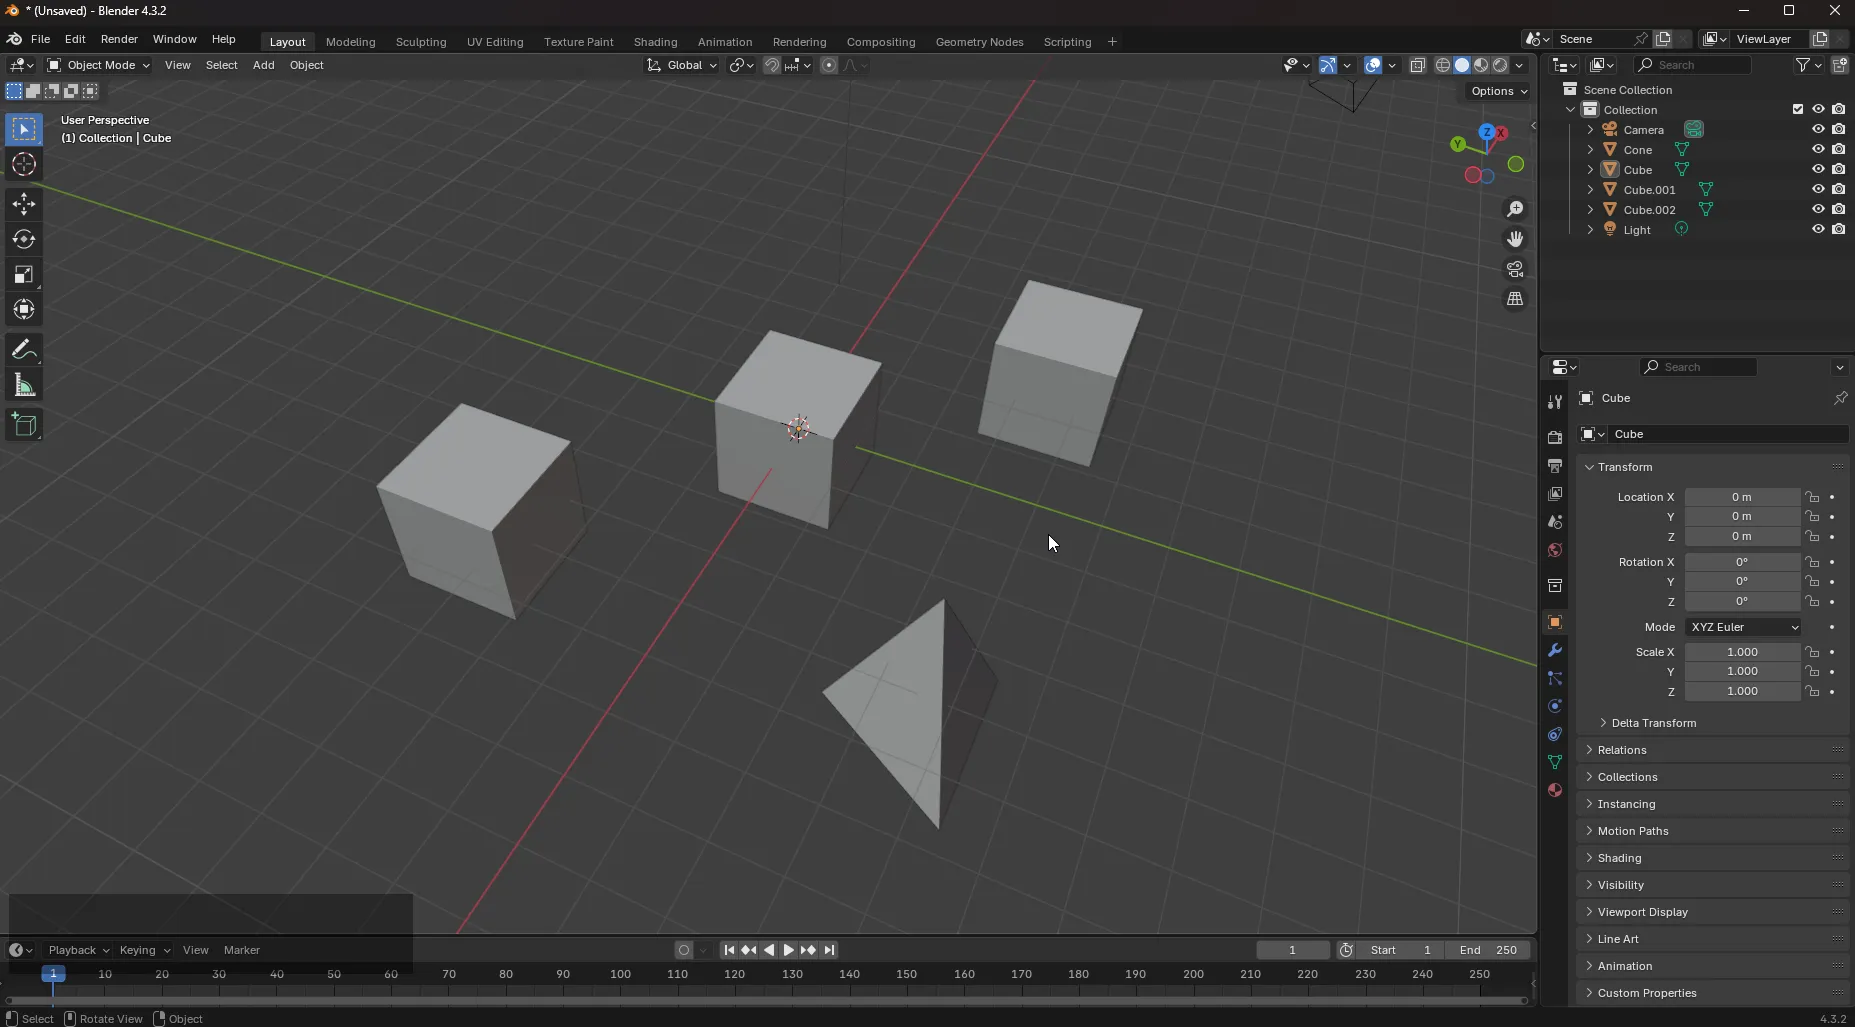 * (Unsaved) - Blender 4.3.2
File Edit Render Window Help Layout Modeling Sculpting UV Editing Texture Paint Shading Animation Rendering Compositing Geometry Nodes Scripting + Scene ViewLayer
Object Mode View Select Add Object Global Search
Options
User Perspective
(1) Collection | Cube
Z X
Y
Scene Collection
Collection
Camera
Cone
Cube
Cube.001
Cube.002
Light
Search
Cube
Cube
Transform
Location X 0 m
Y 0 m
Z 0 m
Rotation X 0°
Y 0°
Z 0°
Mode XYZ Euler
Scale X 1.000
Y 1.000
Z 1.000
Delta Transform
Relations
Collections
Instancing
Motion Paths
Shading
Visibility
Viewport Display
Line Art
Animation
Custom Properties
Playback Keying View Marker 1 Start 1 End 250
1 10 20 30 40 50 60 70 80 90 100 110 120 130 140 150 160 170 180 190 200 210 220 230 240 250
Select Rotate View Object 4.3.2